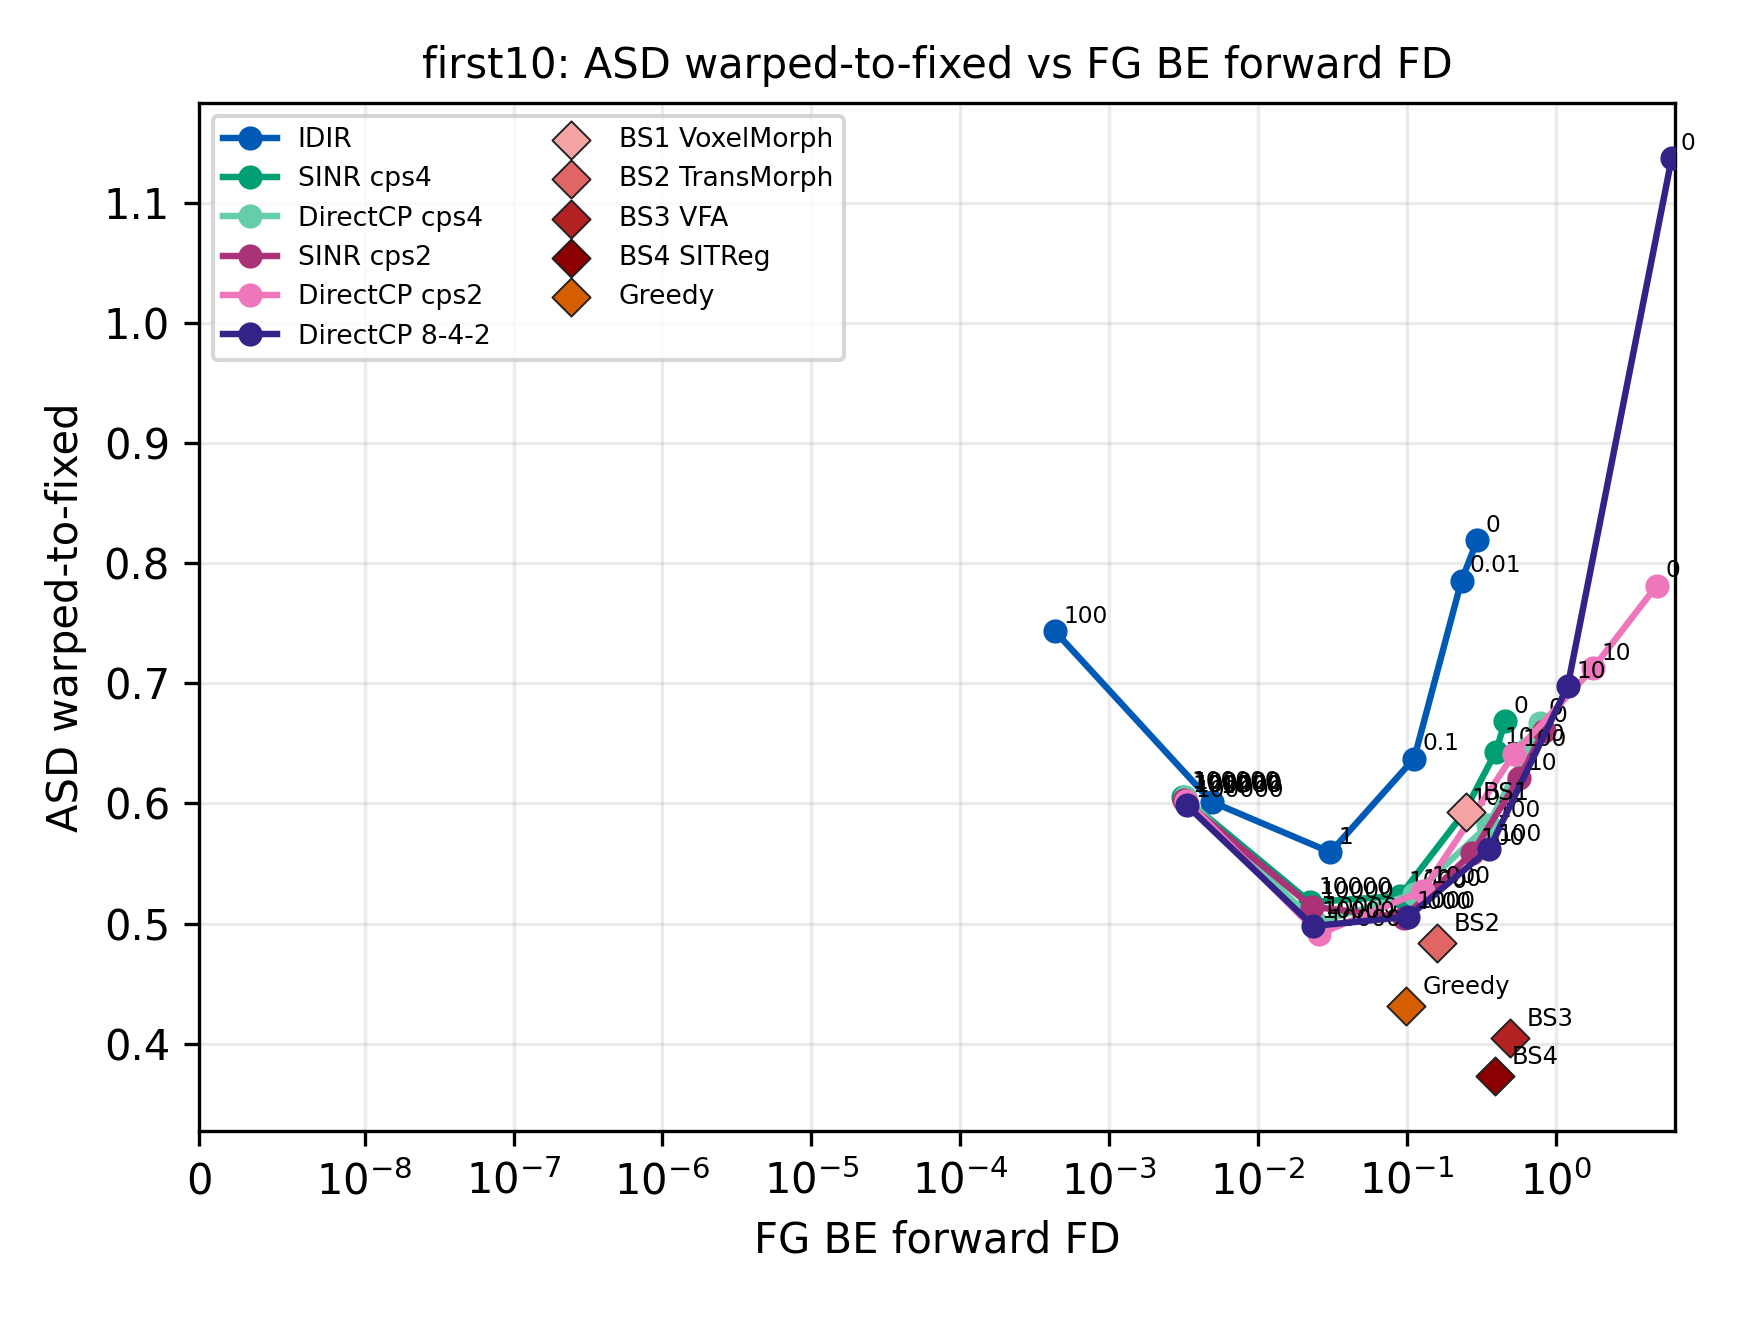 first10: ASD warped-to-fixed vs FG BE forward FD
IDIR
SINR cps4
DirectCP cps4
SINR cps2
DirectCP cps2
DirectCP 8-4-2
BS1 VoxelMorph
BS2 TransMorph
BS3 VFA
BS4 SITReg
Greedy
ASD warped-to-fixed
1.1
1.0
0.9
0.8
0.7
0.6
0.5
0.4
0
0
0.01
0
100
10
10
0
0.1
100
10
BS1
100000
1
100
10000
1000
BS2
Greedy
BS3
BS4
0
10⁻⁸
10⁻⁷
10⁻⁶
10⁻⁵
10⁻⁴
10⁻³
10⁻²
10⁻¹
10⁰
FG BE forward FD